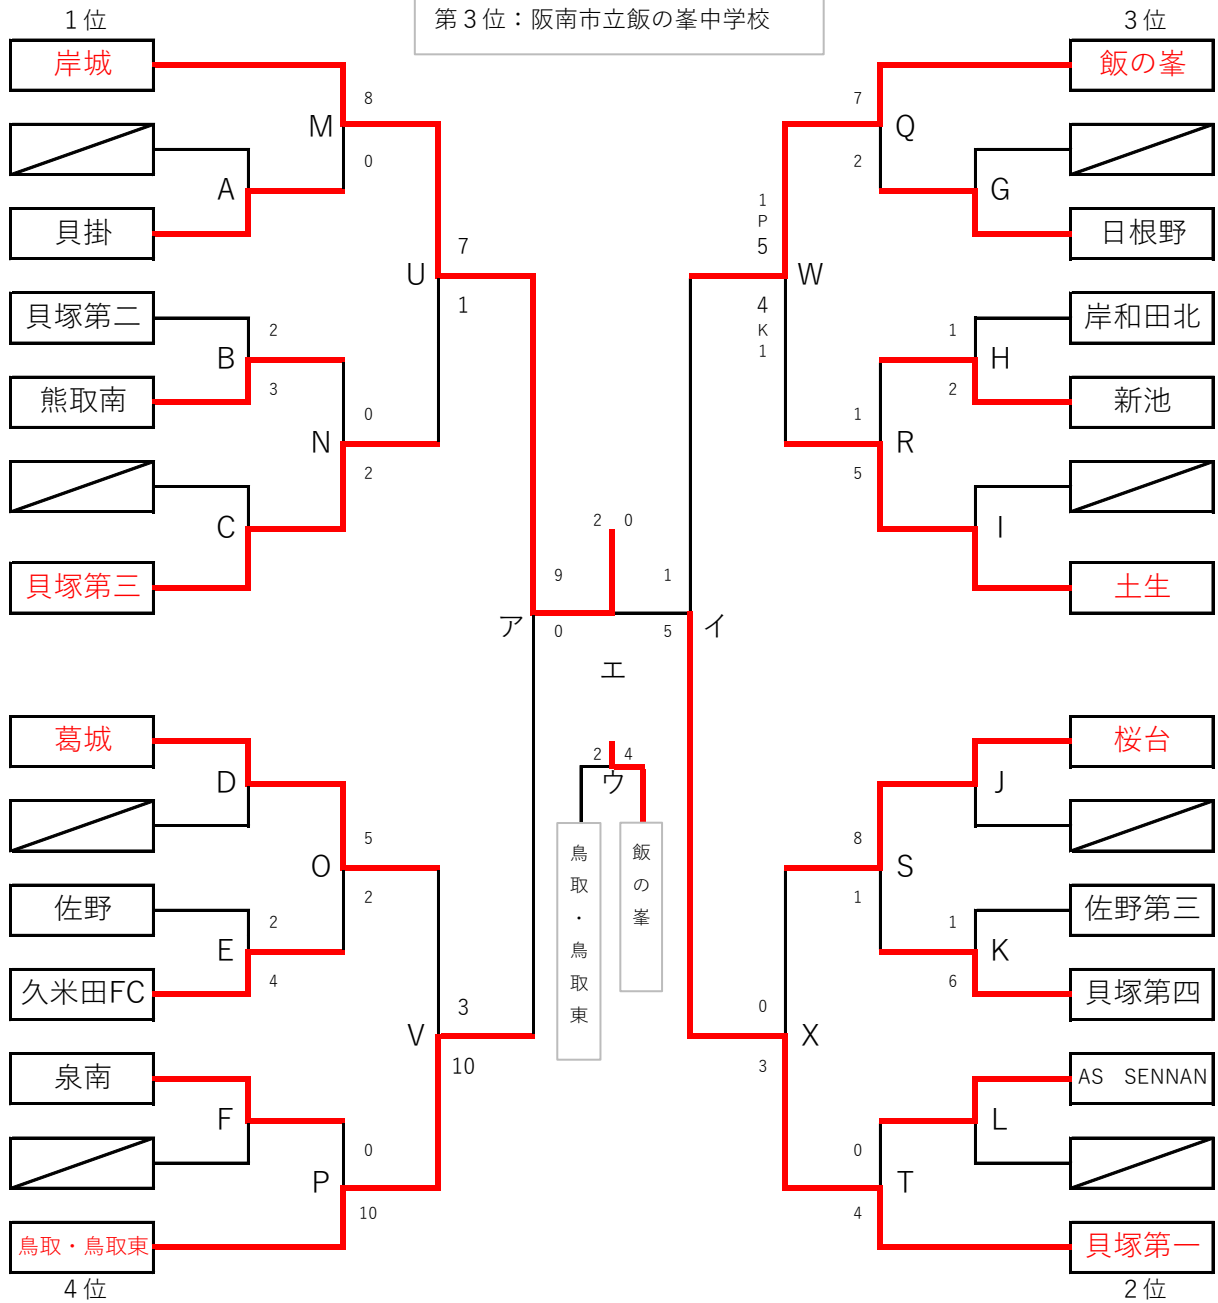 第３位：阪南市立飯の峯中学校
1位
岸城
8
M
0
A
貝掛
7
U
1
貝塚第二
2
B
3
熊取南
0
N
2
C
貝塚第三
3位
飯の峯
7
Q
2
G
日根野
1
P
5
W
4
K
1
岸和田北
1
H
2
新池
1
R
5
I
土生
2 0
9
ア
0
1
イ
5
エ
2 4
ウ
鳥取・鳥取東
飯の峯
葛城
D
5
O
2
佐野
2
E
4
久米田FC
3
V
10
泉南
F
0
P
10
鳥取・鳥取東
4位
桜台
J
8
S
1
佐野第三
1
K
6
貝塚第四
0
X
3
AS　SENNAN
L
0
T
4
貝塚第一
2位